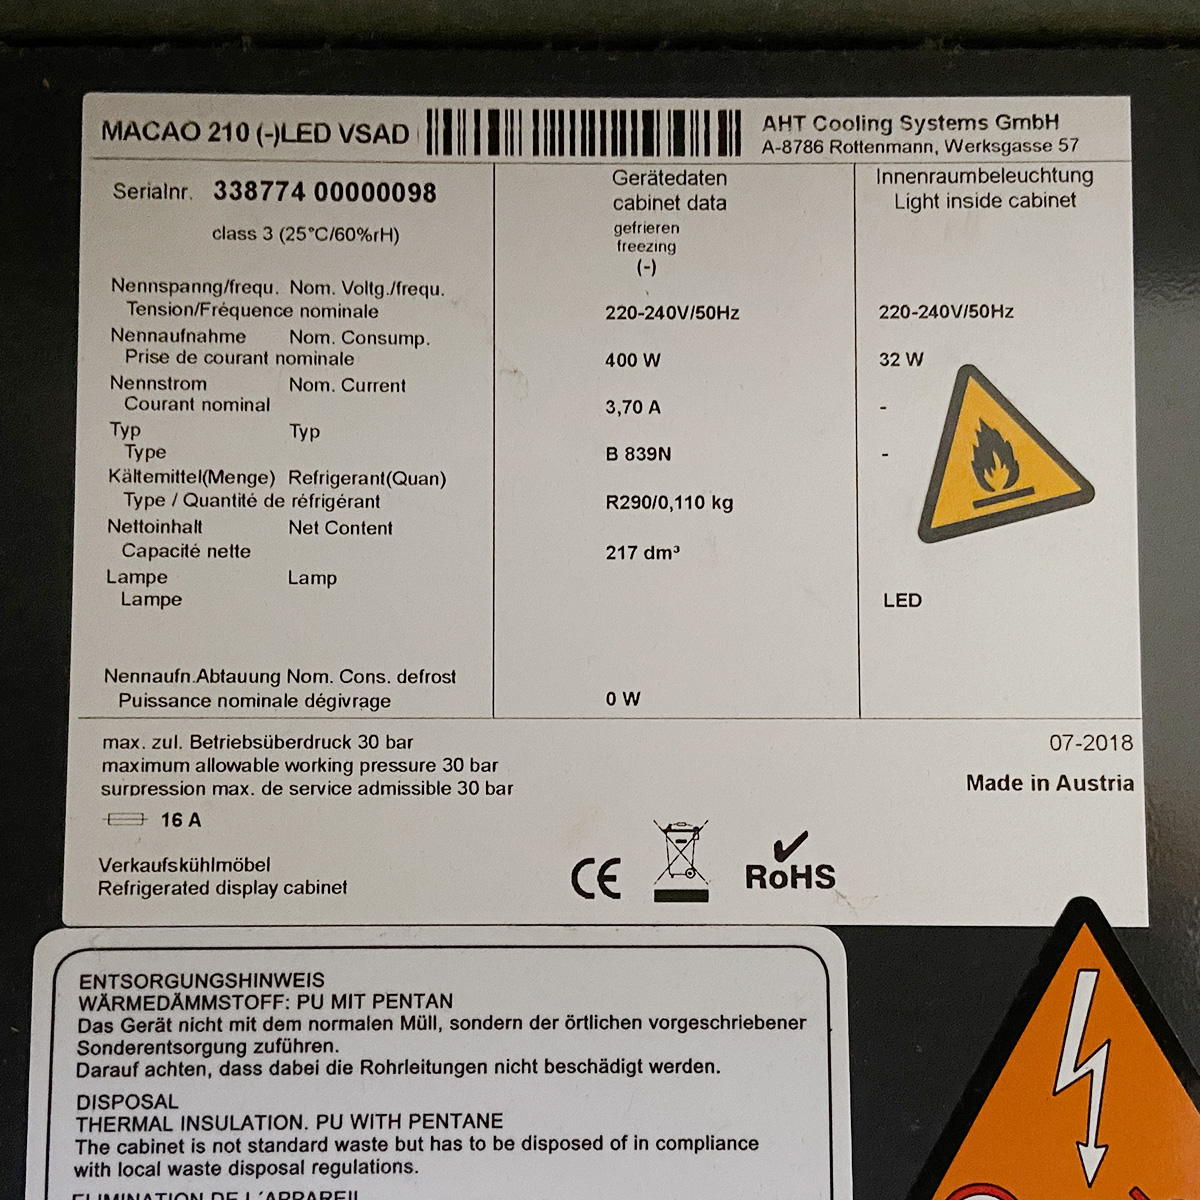 MACAO 210 (-)LED VSAD
AHT Cooling Systems GmbH
A-8786 Rottenmann, Werksgasse 57
Serialnr. 338774 00000098
class 3 (25°C/60%rH)
Gerätedaten
cabinet data
gefrieren
freezing
(-)
Innenraumbeleuchtung
Light inside cabinet
Nennspanng/frequ. Nom. Voltg./frequ.
Tension/Fréquence nominale
220-240V/50Hz
220-240V/50Hz
Nennaufnahme Nom. Consump.
Prise de courant nominale
400 W
32 W
Nennstrom Nom. Current
Courant nominal
3,70 A
-
Typ Typ
Type
B 839N
-
Kältemittel(Menge) Refrigerant(Quan)
Type / Quantité de réfrigérant
R290/0,110 kg
Nettoinhalt Net Content
Capacité nette
217 dm³
Lampe Lamp
Lampe
LED
Nennaufn.Abtauung Nom. Cons. defrost
Puissance nominale dégivrage
0 W
max. zul. Betriebsüberdruck 30 bar
maximum allowable working pressure 30 bar
surpression max. de service admissible 30 bar
16 A
07-2018
Made in Austria
Verkaufskühlmöbel
Refrigerated display cabinet
CE
RoHS
ENTSORGUNGSHINWEIS
WÄRMEDÄMMSTOFF: PU MIT PENTAN
Das Gerät nicht mit dem normalen Müll, sondern der örtlichen vorgeschriebener
Sonderentsorgung zuführen.
Darauf achten, dass dabei die Rohrleitungen nicht beschädigt werden.
DISPOSAL
THERMAL INSULATION. PU WITH PENTANE
The cabinet is not standard waste but has to be disposed of in compliance
with local waste disposal regulations.
ELIMINATION DE L´APPAREIL